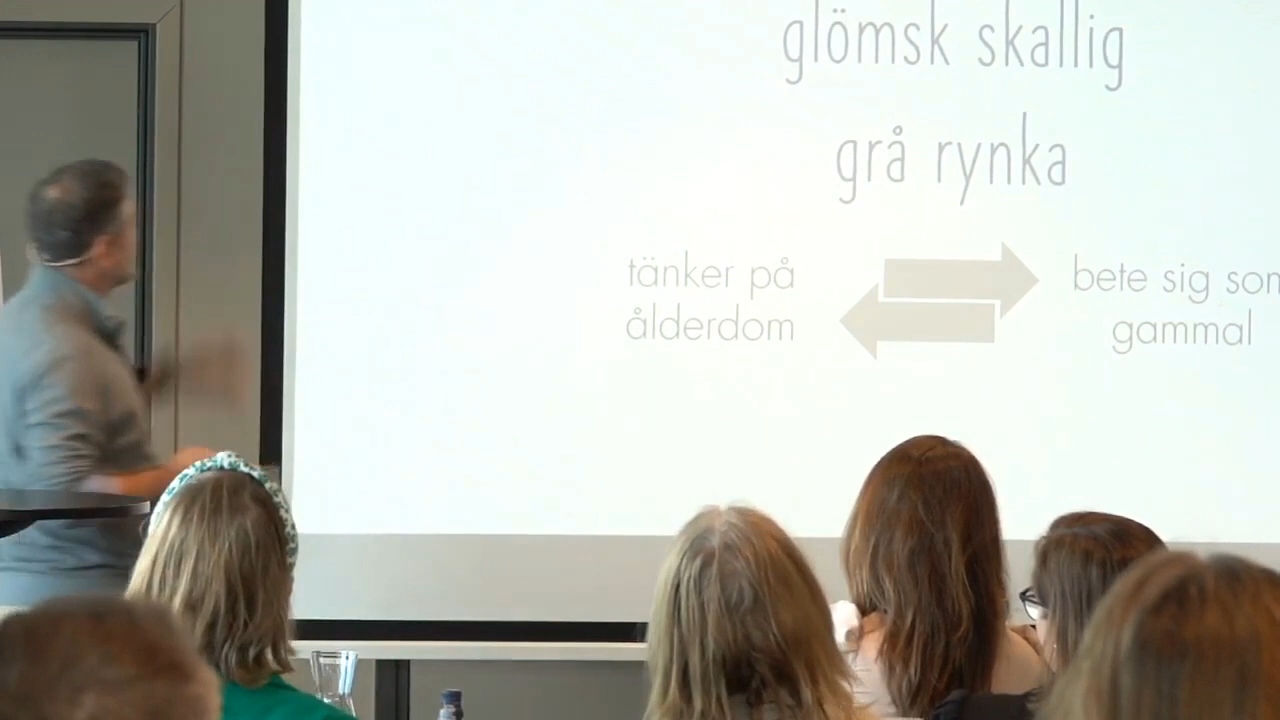 glömsk skallig
grå rynka
tänker på
ålderdom
bete sig som
gammal